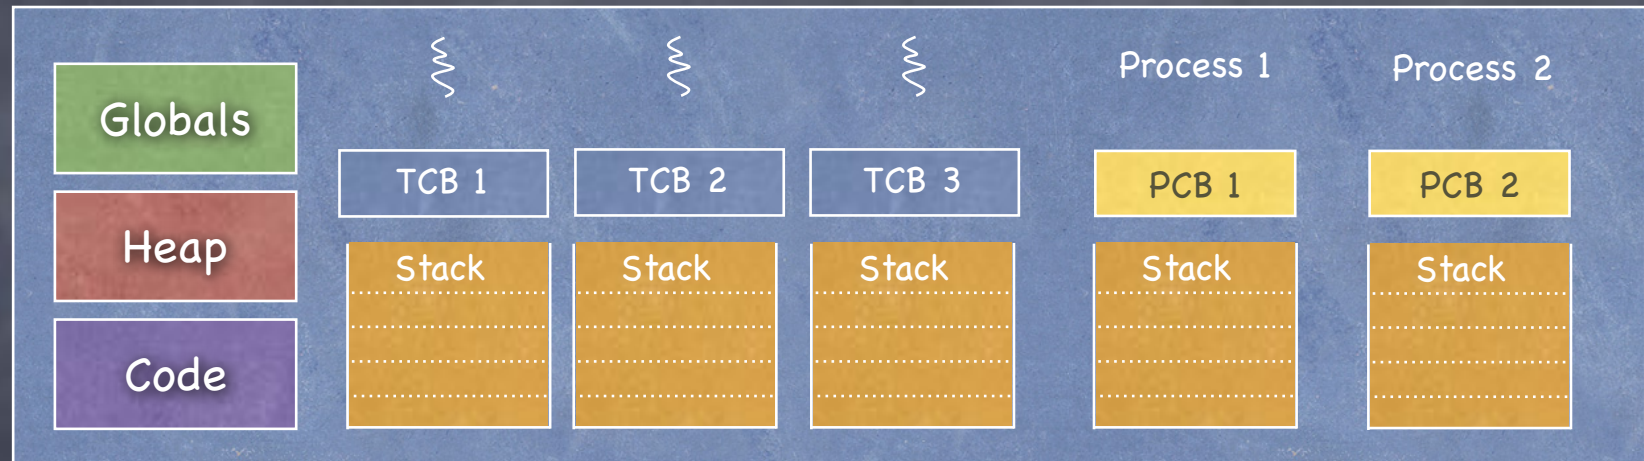 Globals
Heap
Code
TCB 1
TCB 2
TCB 3
Stack
Stack
Stack
Process 1
Process 2
PCB 1
PCB 2
Stack
Stack